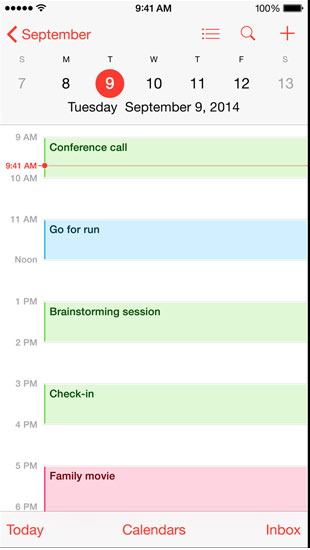 9:41 AM 100%
September
S M T W T F S
7 8 9 10 11 12 13
Tuesday September 9, 2014
9 AM
Conference call
9:41 AM
10 AM
11 AM
Go for run
Noon
1 PM
Brainstorming session
2 PM
3 PM
Check-in
4 PM
5 PM
Family movie
6 PM
Today Calendars Inbox